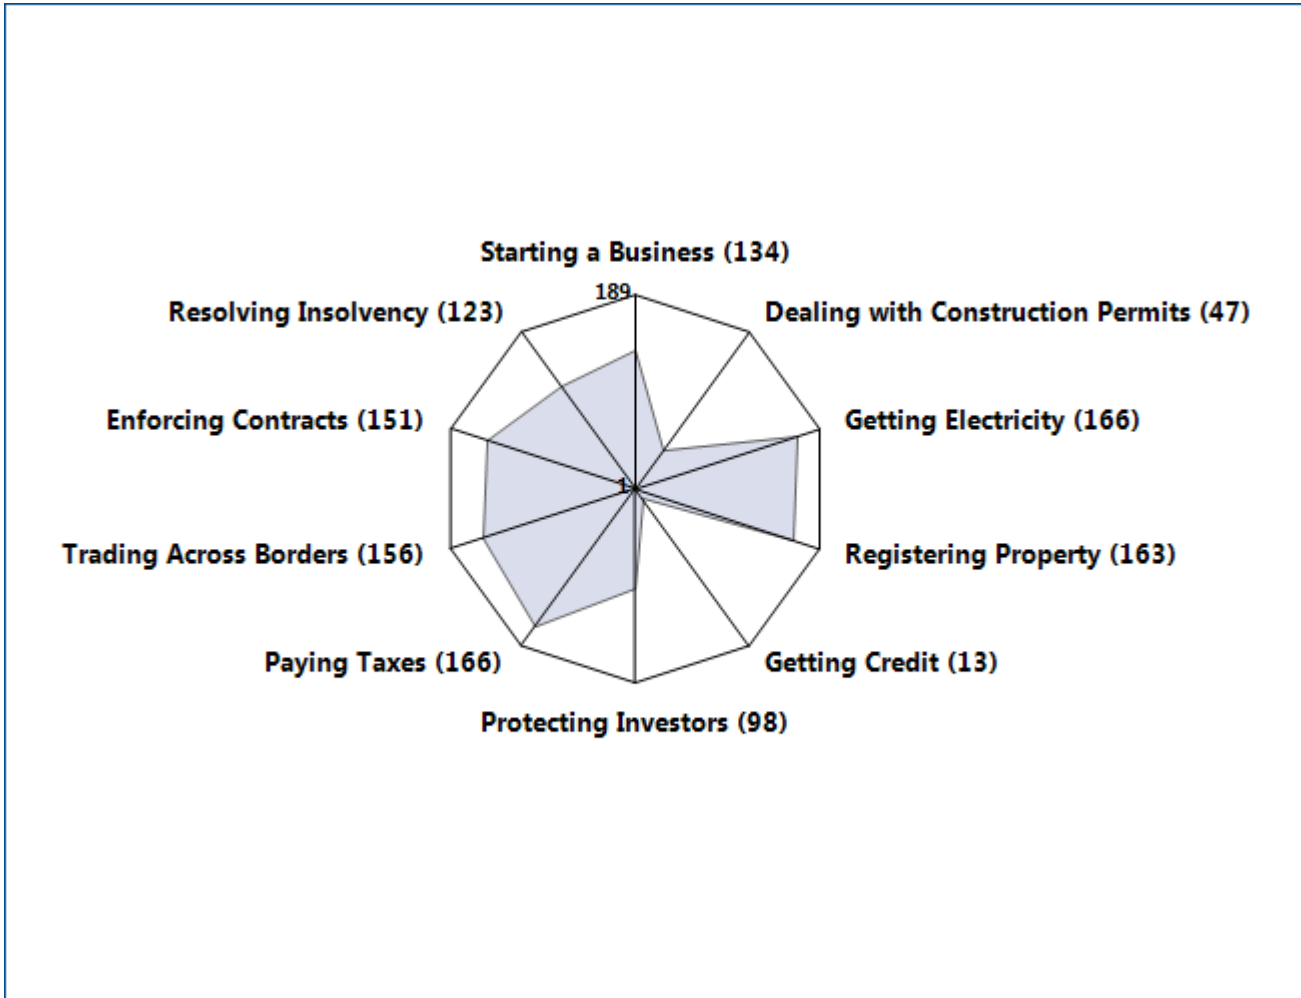 Starting a Business (134)
189
Resolving Insolvency (123)
Dealing with Construction Permits (47)
Enforcing Contracts (151)
Getting Electricity (166)
1
Trading Across Borders (156)
Registering Property (163)
Paying Taxes (166)
Getting Credit (13)
Protecting Investors (98)